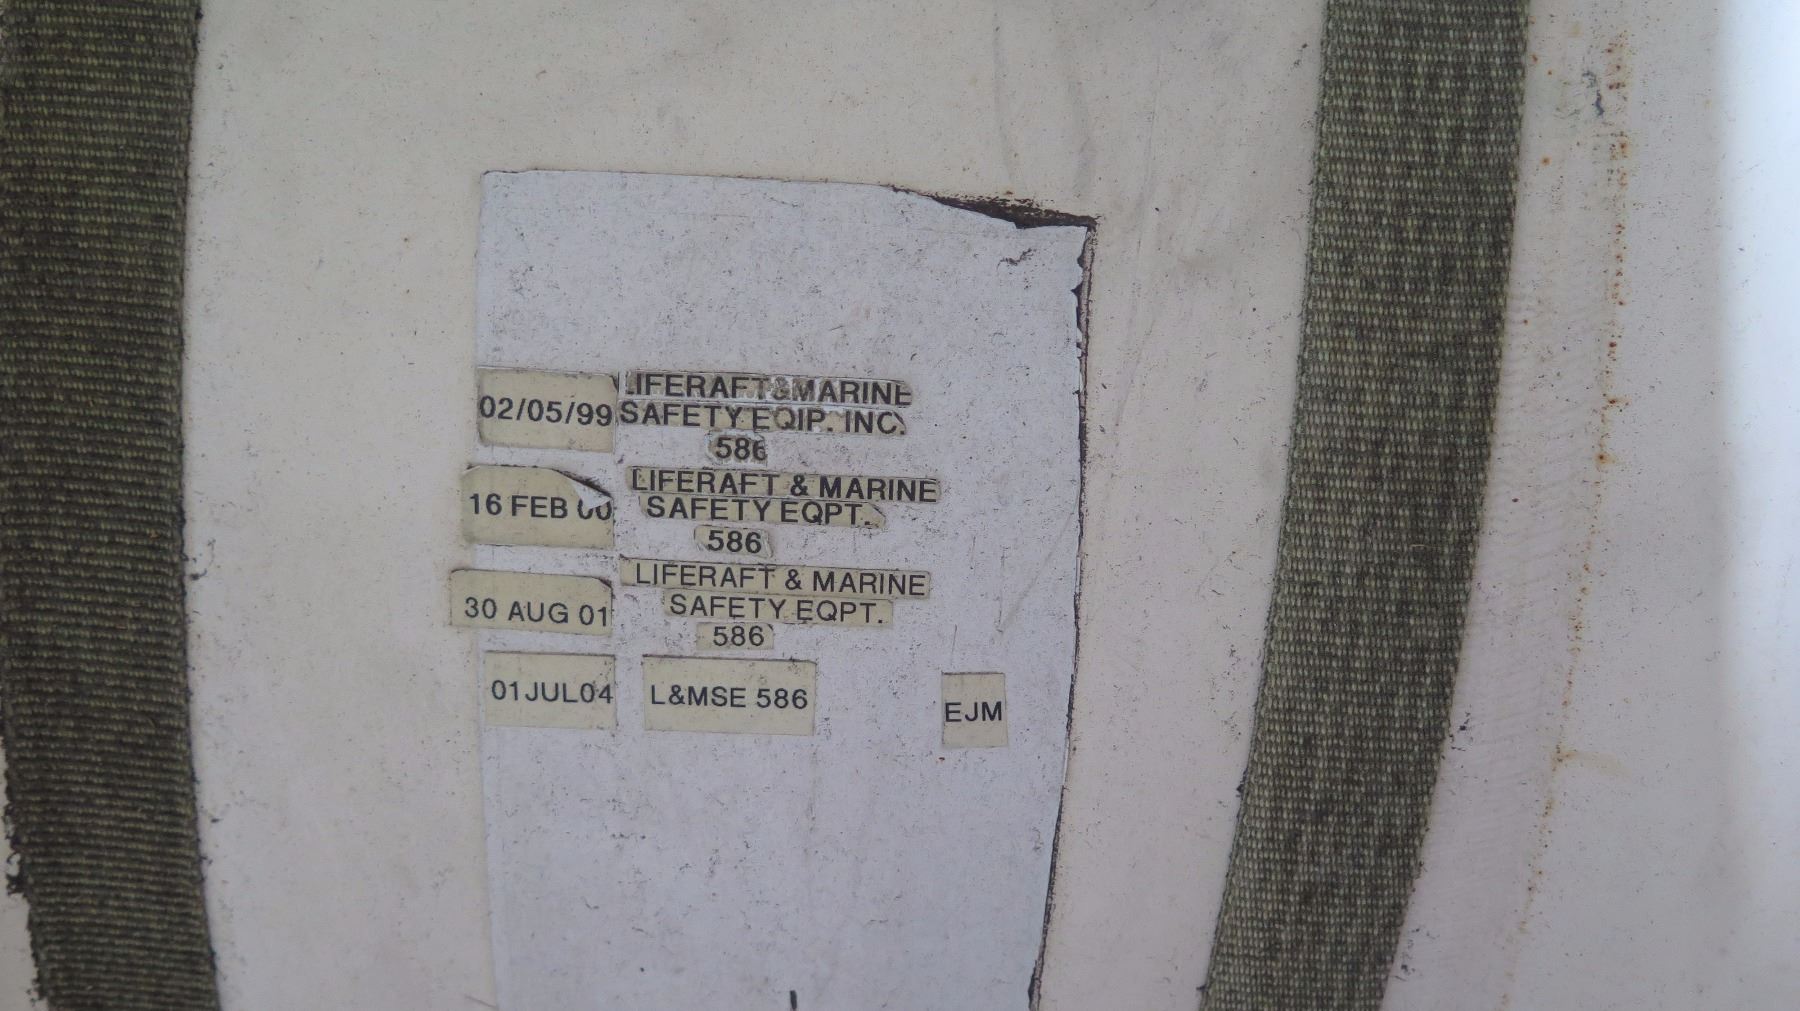 02/05/99 LIFERAFT&MARINE
SAFETY EQIP. INC.
586
16 FEB 00 LIFERAFT & MARINE
SAFETY EQPT.
586
30 AUG 01 LIFERAFT & MARINE
SAFETY EQPT.
586
01JUL04 L&MSE 586 EJM